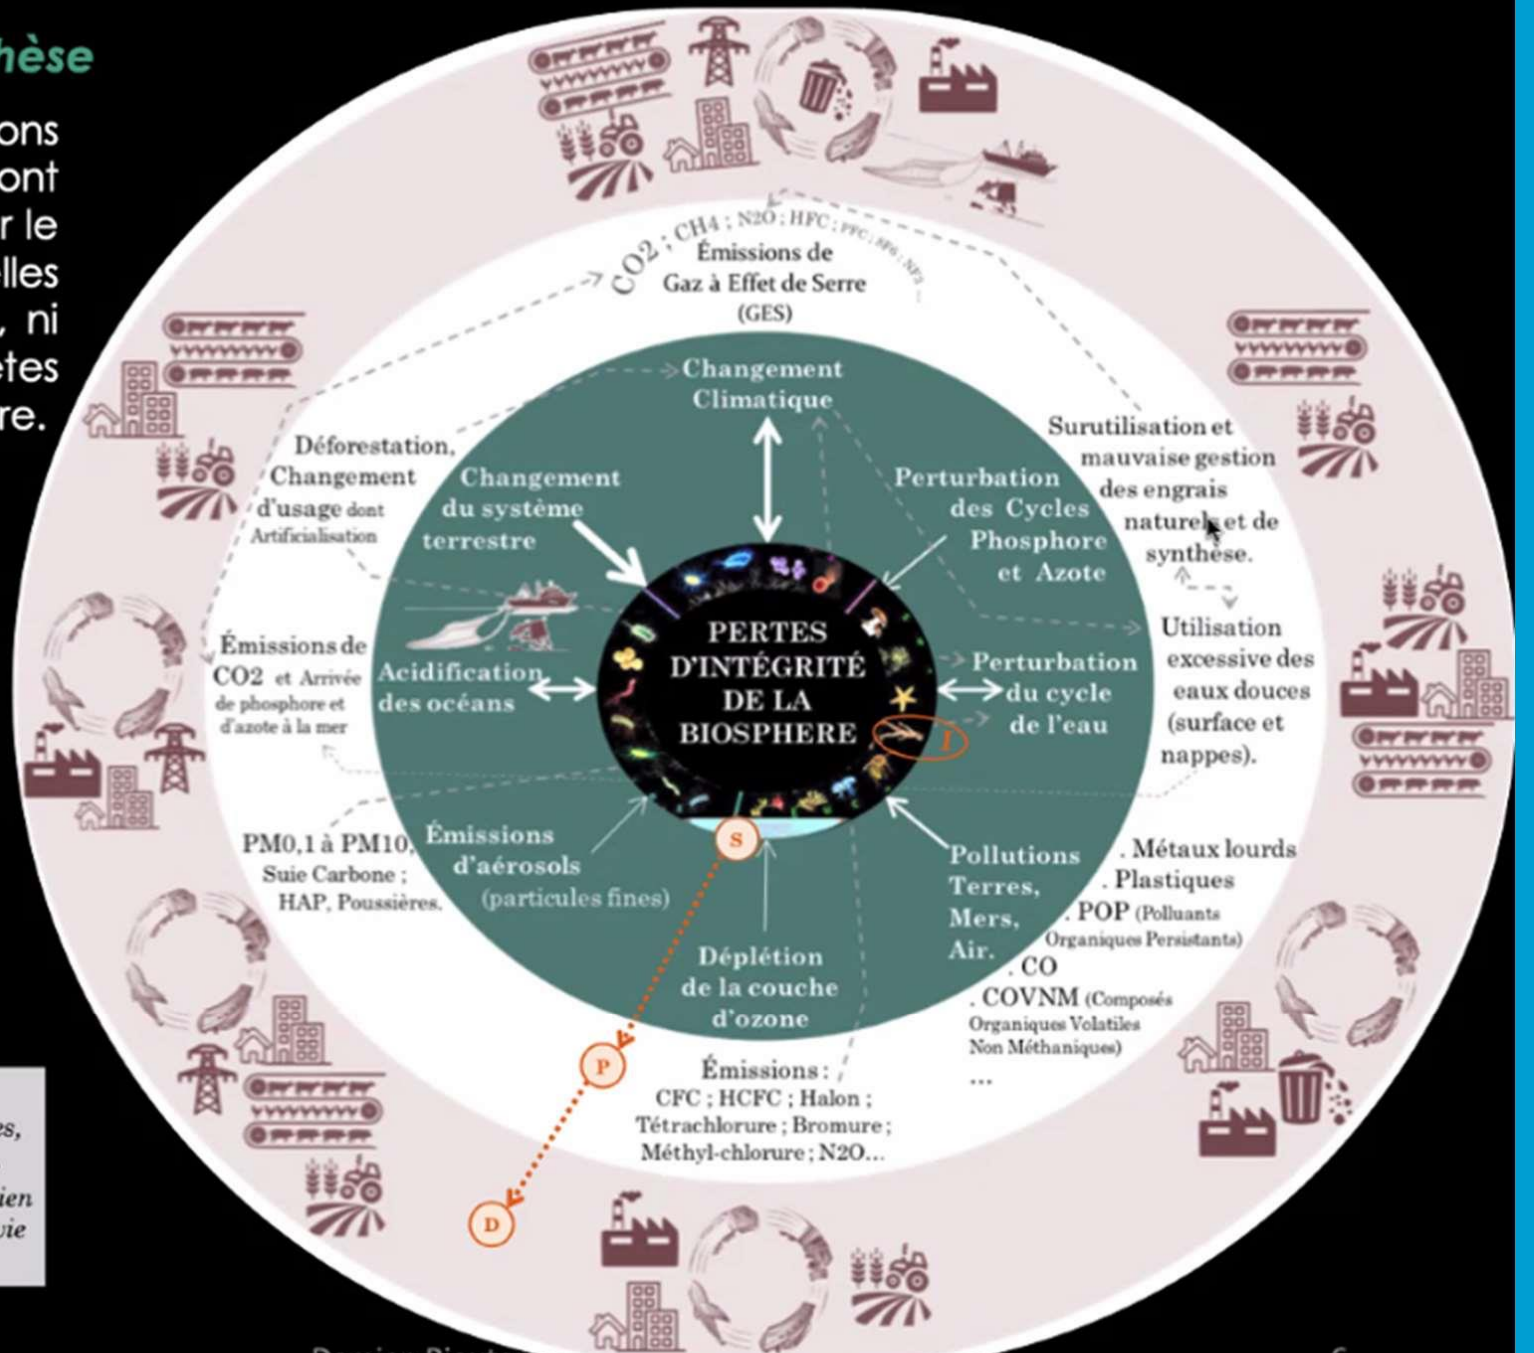 hèse
ons
ont
r le
elles
, ni
ètes
re.
CO2 ; CH4 ; N2O ; HFC ; PFC ; SF6 ; NF3 ...
Émissions de
Gaz à Effet de Serre
(GES)
Changement
Climatique
Déforestation,
Changement
d'usage dont
Artificialisation
Changement
du système
terrestre
Perturbation
des Cycles
Phosphore
et Azote
Surutilisation et
mauvaise gestion
des engrais
naturels et de
synthèse.
Émissions de
CO2 et Arrivée
de phosphore et
d'azote à la mer
Acidification
des océans
PERTES
D'INTÉGRITÉ
DE LA
BIOSPHERE
I
Perturbation
du cycle
de l'eau
Utilisation
excessive des
eaux douces
(surface et
nappes).
PM0,1 à PM10,
Suie Carbone ;
HAP, Poussières.
Émissions
d'aérosols
(particules fines)
S
Déplétion
de la couche
d'ozone
Pollutions
Terres,
Mers,
Air.
. Métaux lourds
. Plastiques
. POP (Polluants
Organiques Persistants)
. CO
. COVNM (Composés
Organiques Volatiles
Non Méthaniques)
...
P
Émissions :
CFC ; HCFC ; Halon ;
Tétrachlorure ; Bromure ;
Méthyl-chlorure ; N2O...
D
es,
ien
vie